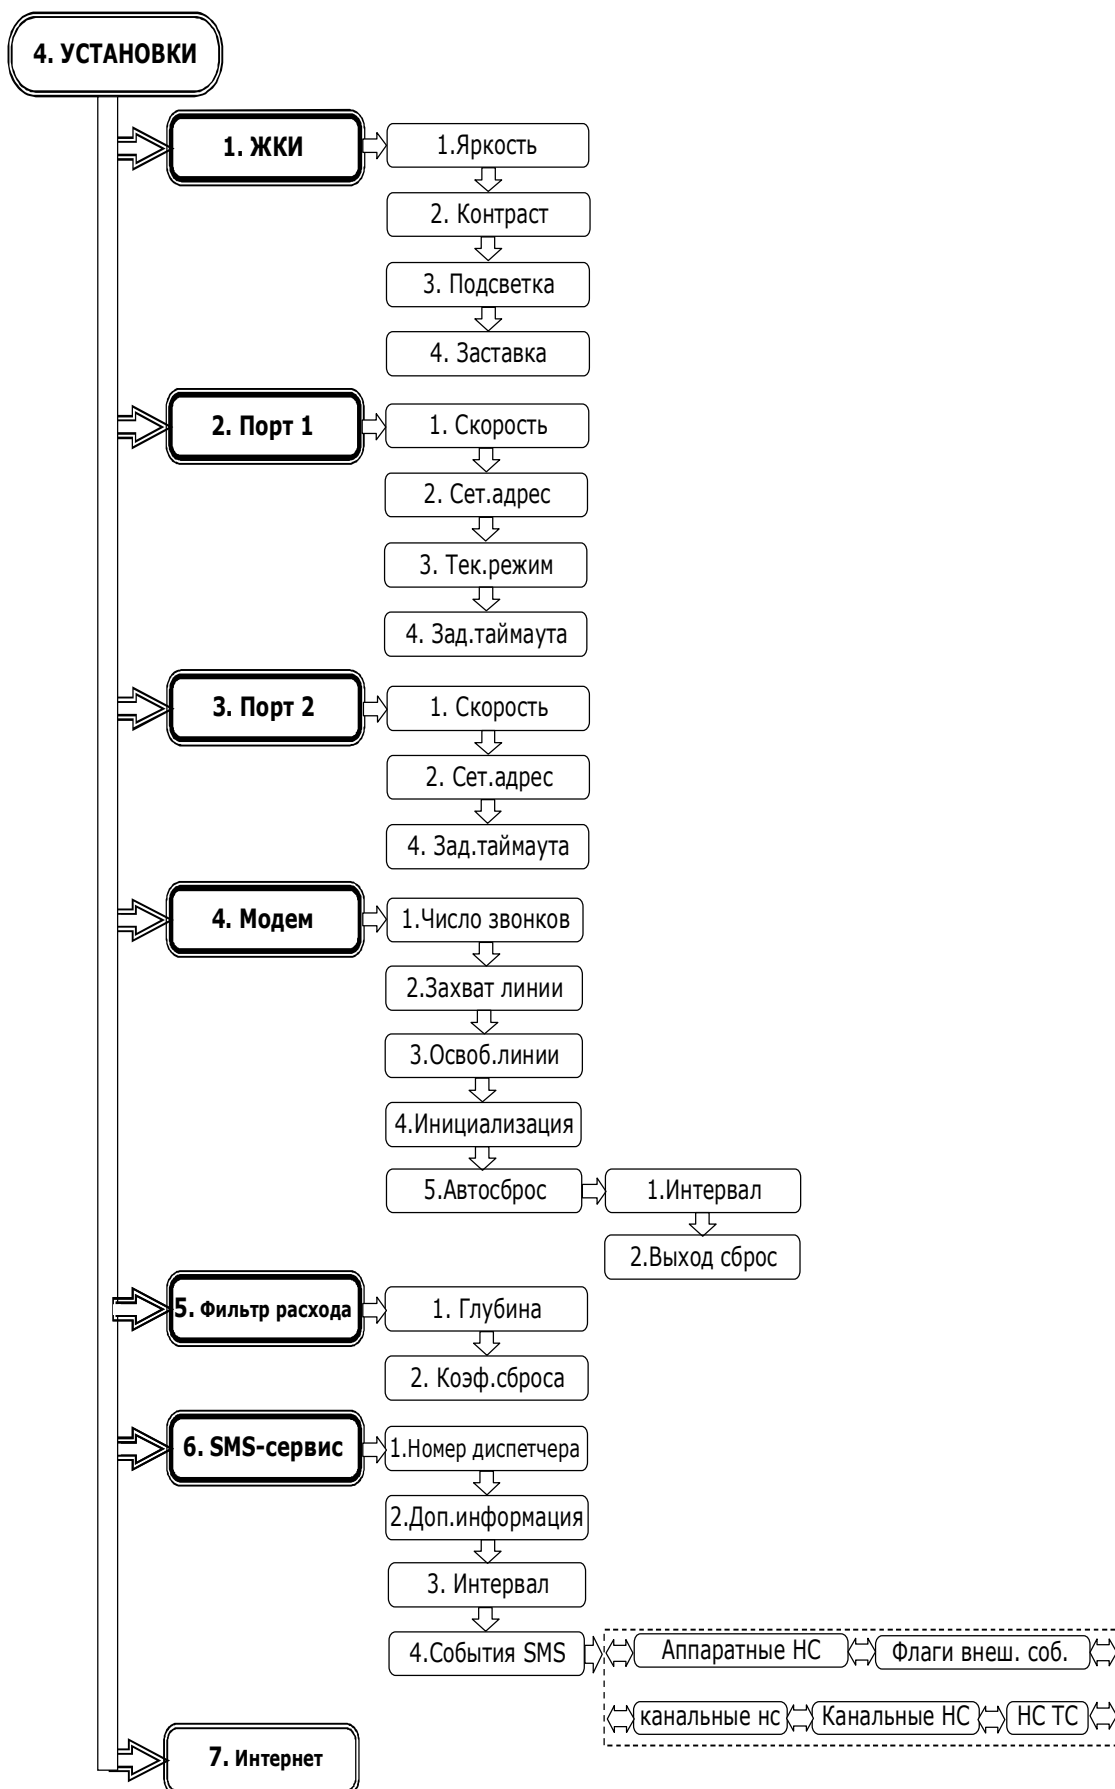 4. УСТАНОВКИ
1. ЖКИ
1.Яркость
2. Контраст
3. Подсветка
4. Заставка
2. Порт 1
1. Скорость
2. Сет.адрес
3. Тек.режим
4. Зад.таймаута
3. Порт 2
1. Скорость
2. Сет.адрес
4. Зад.таймаута
4. Модем
1.Число звонков
2.Захват линии
3.Освоб.линии
4.Инициализация
5.Автосброс
1.Интервал
2.Выход сброс
5. Фильтр расхода
1. Глубина
2. Коэф.сброса
6. SMS-сервис
1.Номер диспетчера
2.Доп.информация
3. Интервал
4.События SMS
Аппаратные НС
Флаги внеш. соб.
канальные нс
Канальные НС
НС ТС
7. Интернет